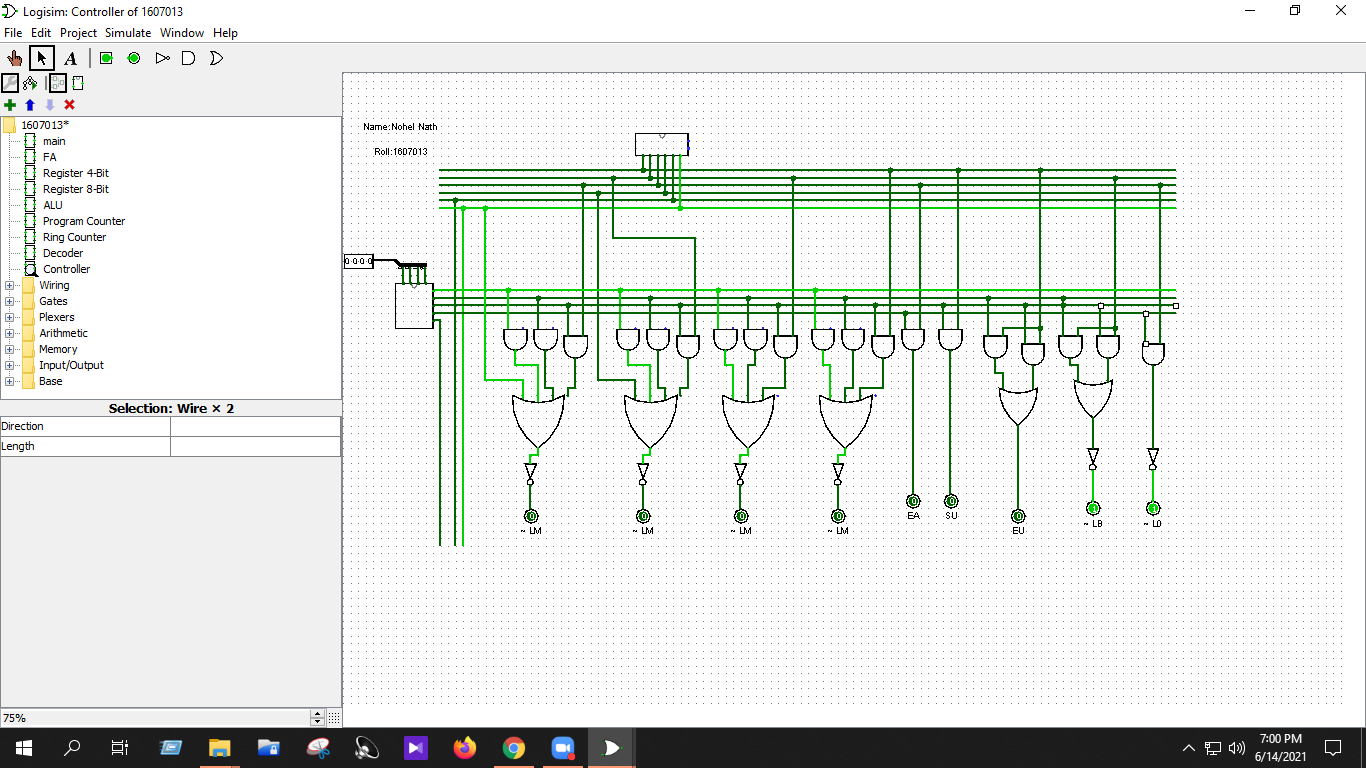 Logisim: Controller of 1607013
File Edit Project Simulate Window Help
A
1607013*
main
FA
Register 4-Bit
Register 8-Bit
ALU
Program Counter
Ring Counter
Decoder
Controller
Wiring
Gates
Plexers
Arithmetic
Memory
Input/Output
Base
Selection: Wire × 2
Direction
Length
75%
Name:Nohel Nath
Roll:1607013
0 0 0 0
0 0 0 0 0 0 0 1 1
~ LM ~ LM ~ LM ~ LM EA SU EU ~ LB ~ LO
7:00 PM
6/14/2021